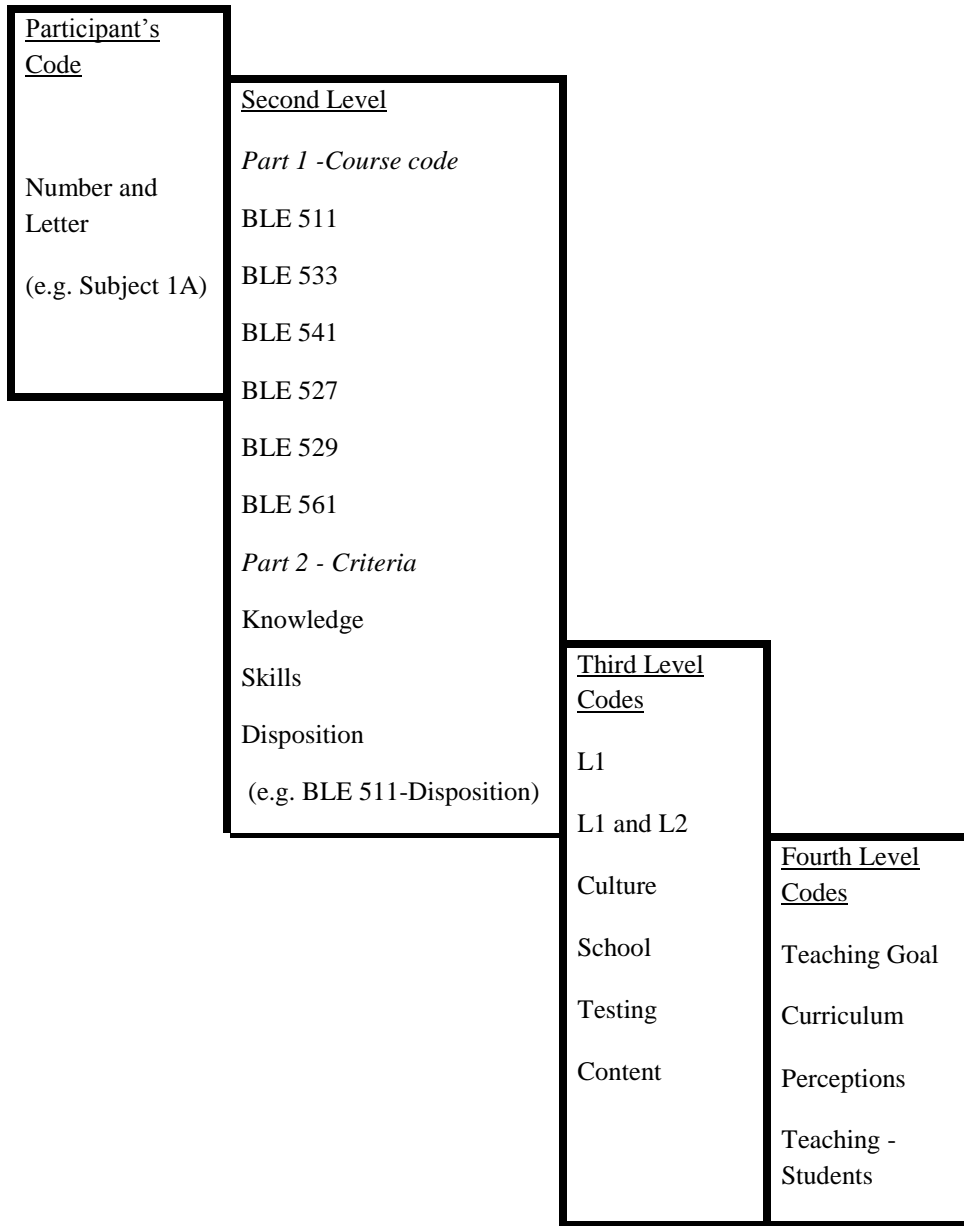 Participant’s
Code
Number and
Letter
(e.g. Subject 1A)
Second Level
Part 1 -Course code
BLE 511
BLE 533
BLE 541
BLE 527
BLE 529
BLE 561
Part 2 - Criteria
Knowledge
Skills
Disposition
(e.g. BLE 511-Disposition)
Third Level
Codes
L1
L1 and L2
Culture
School
Testing
Content
Fourth Level
Codes
Teaching Goal
Curriculum
Perceptions
Teaching -
Students